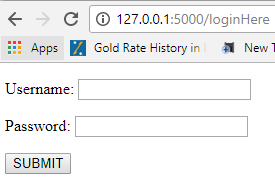 127.0.0.1:5000/loginHere
Apps Gold Rate History in New T
Username:
Password:
SUBMIT